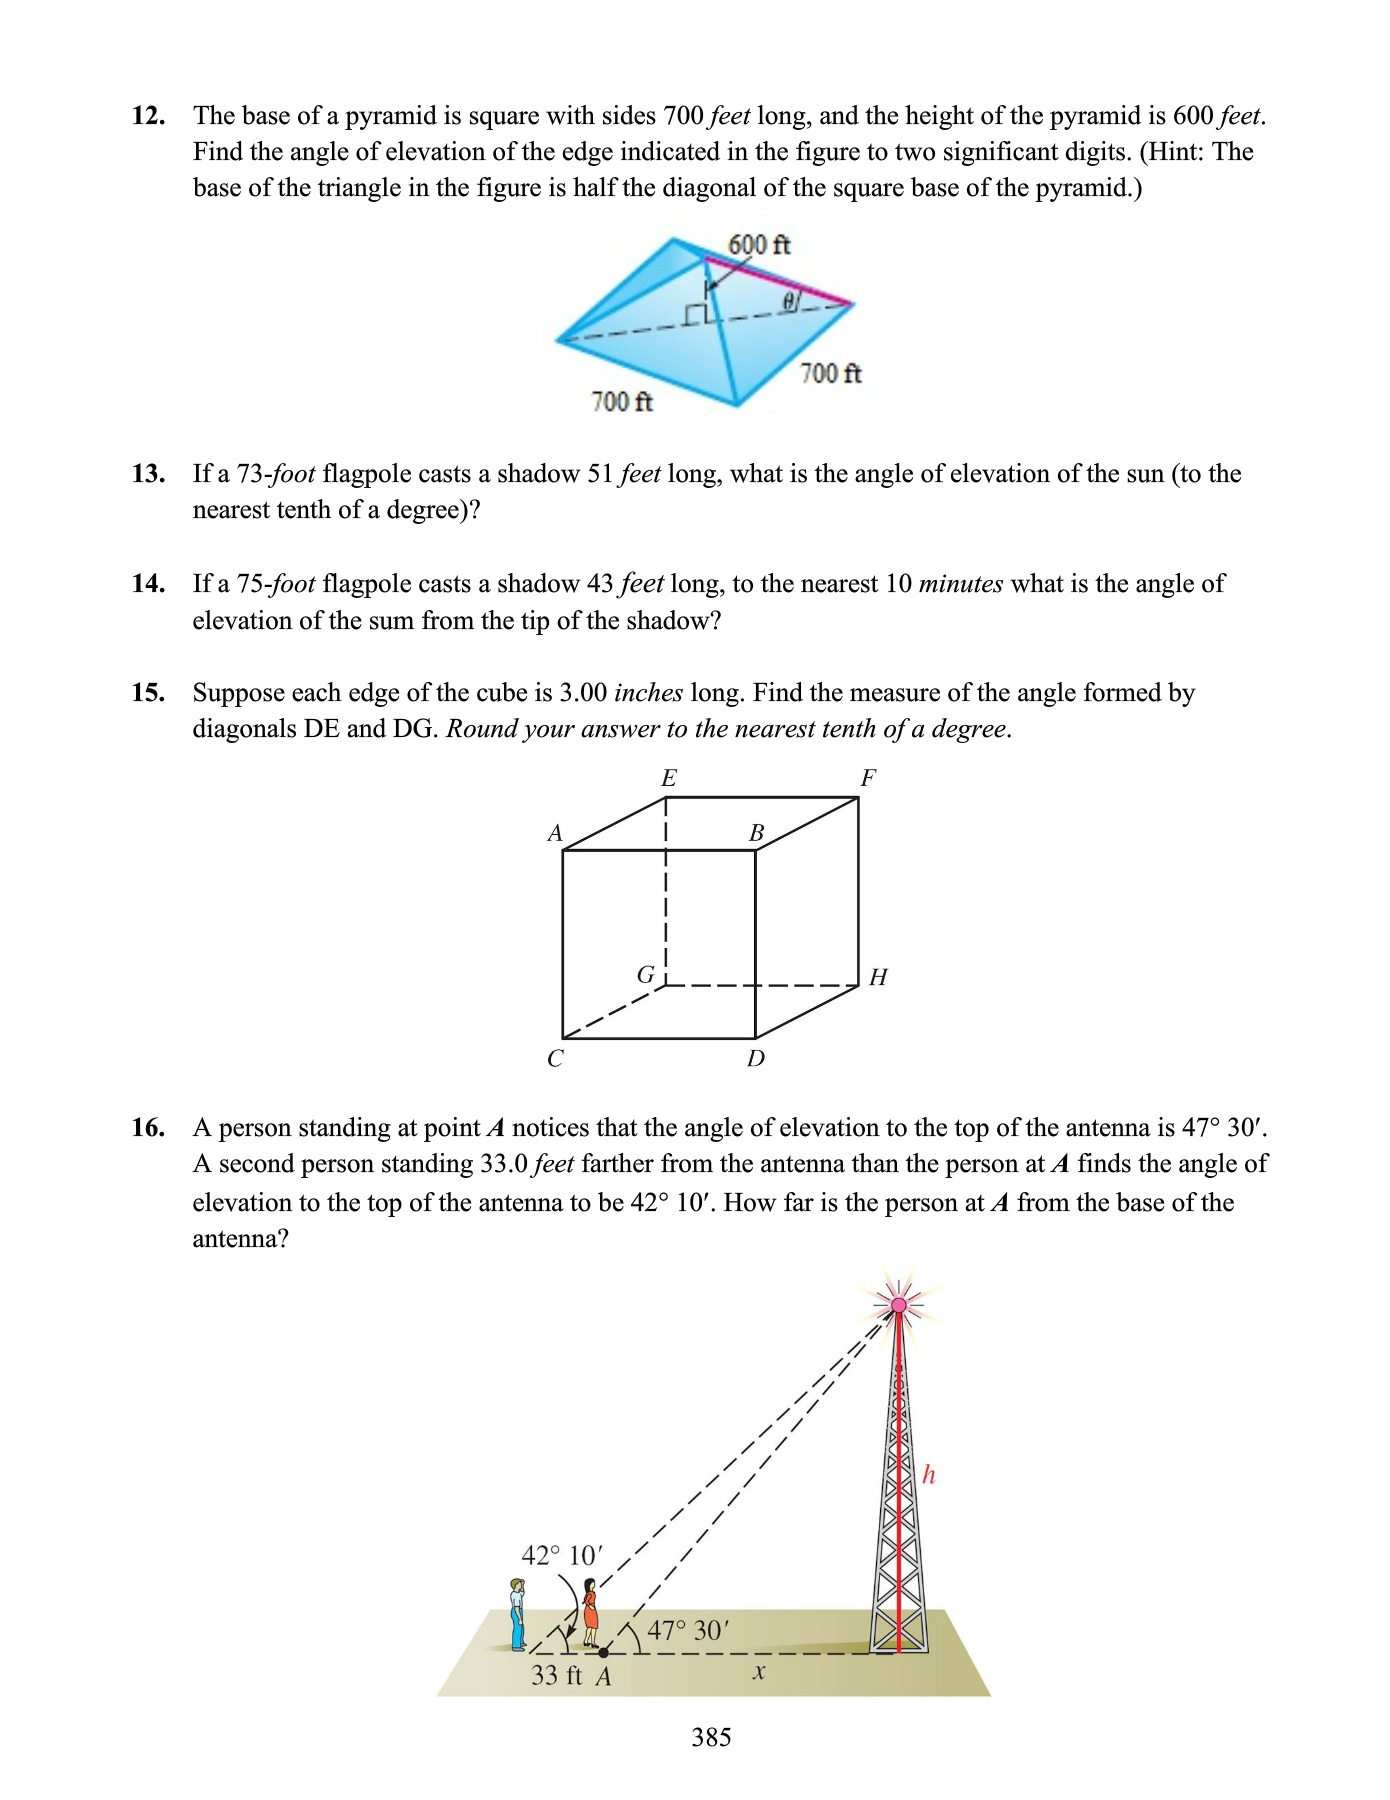 12. The base of a pyramid is square with sides 700 feet long, and the height of the pyramid is 600 feet.
Find the angle of elevation of the edge indicated in the figure to two significant digits. (Hint: The
base of the triangle in the figure is half the diagonal of the square base of the pyramid.)
600 ft
θ
700 ft
700 ft
13. If a 73-foot flagpole casts a shadow 51 feet long, what is the angle of elevation of the sun (to the
nearest tenth of a degree)?
14. If a 75-foot flagpole casts a shadow 43 feet long, to the nearest 10 minutes what is the angle of
elevation of the sum from the tip of the shadow?
15. Suppose each edge of the cube is 3.00 inches long. Find the measure of the angle formed by
diagonals DE and DG. Round your answer to the nearest tenth of a degree.
E F
A B
G H
C D
16. A person standing at point A notices that the angle of elevation to the top of the antenna is 47° 30′.
A second person standing 33.0 feet farther from the antenna than the person at A finds the angle of
elevation to the top of the antenna to be 42° 10′. How far is the person at A from the base of the
antenna?
h
42° 10′
47° 30′
33 ft A x
385